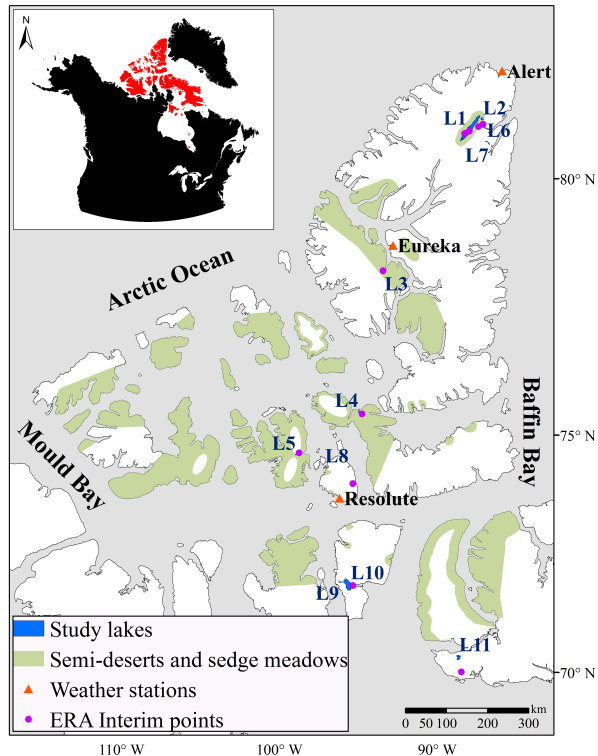 N
Alert
L1
L2
L6
L7
80° N
Eureka
L3
Arctic Ocean
L4
Baffin Bay
L5
75° N
Mould Bay
L8
Resolute
L10
L9
L11
Study lakes
Semi-deserts and sedge meadows
Weather stations
ERA Interim points
70° N
km
0 50 100 200 300
110° W
100° W
90° W